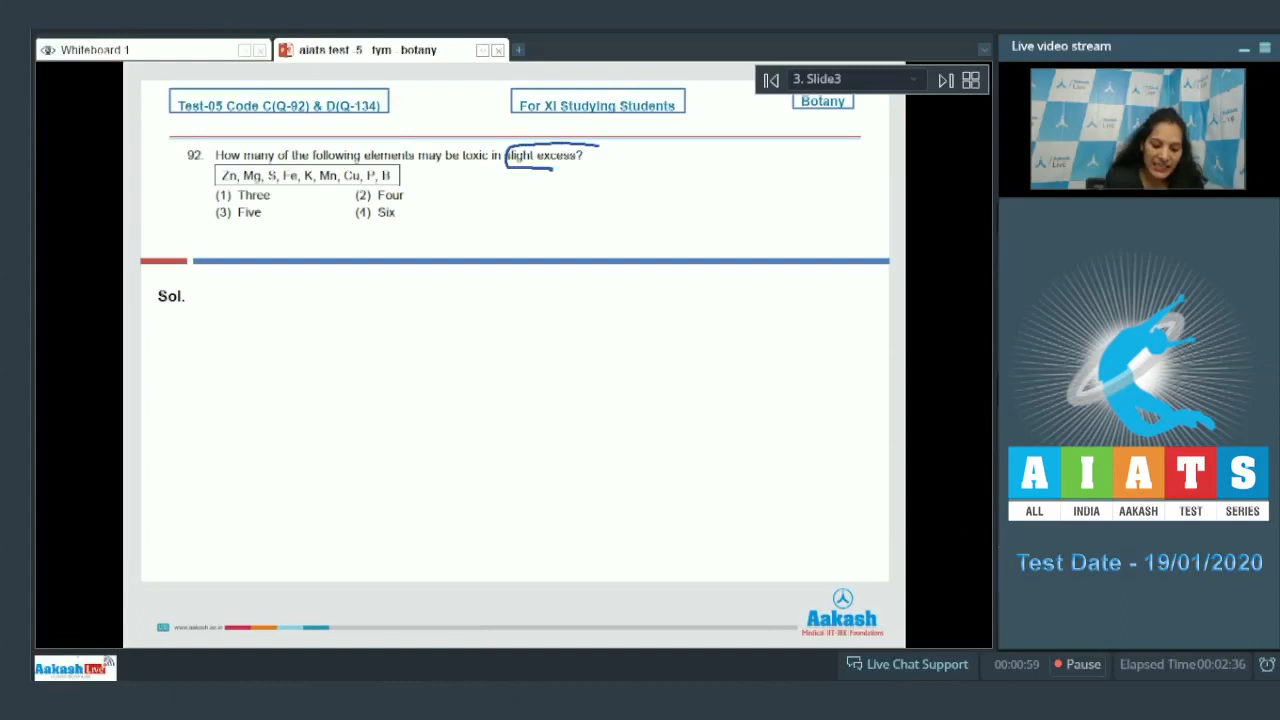 Whiteboard 1
aiats test -5 _ tym - botany
Live video stream
3. Slide3
Test-05 Code C(Q-92) & D(Q-134)
For XI Studying Students
Botany
92. How many of the following elements may be toxic in slight excess?
Zn, Mg, S, Fe, K, Mn, Cu, P, B
(1) Three (2) Four
(3) Five (4) Six
Sol.
A I A T S
ALL INDIA AAKASH TEST SERIES
Test Date - 19/01/2020
www.aakash.ac.in
Aakash
Medical|IIT-JEE|Foundations
Aakash Live
Live Chat Support
00:00:59
Pause
Elapsed Time 00:02:36